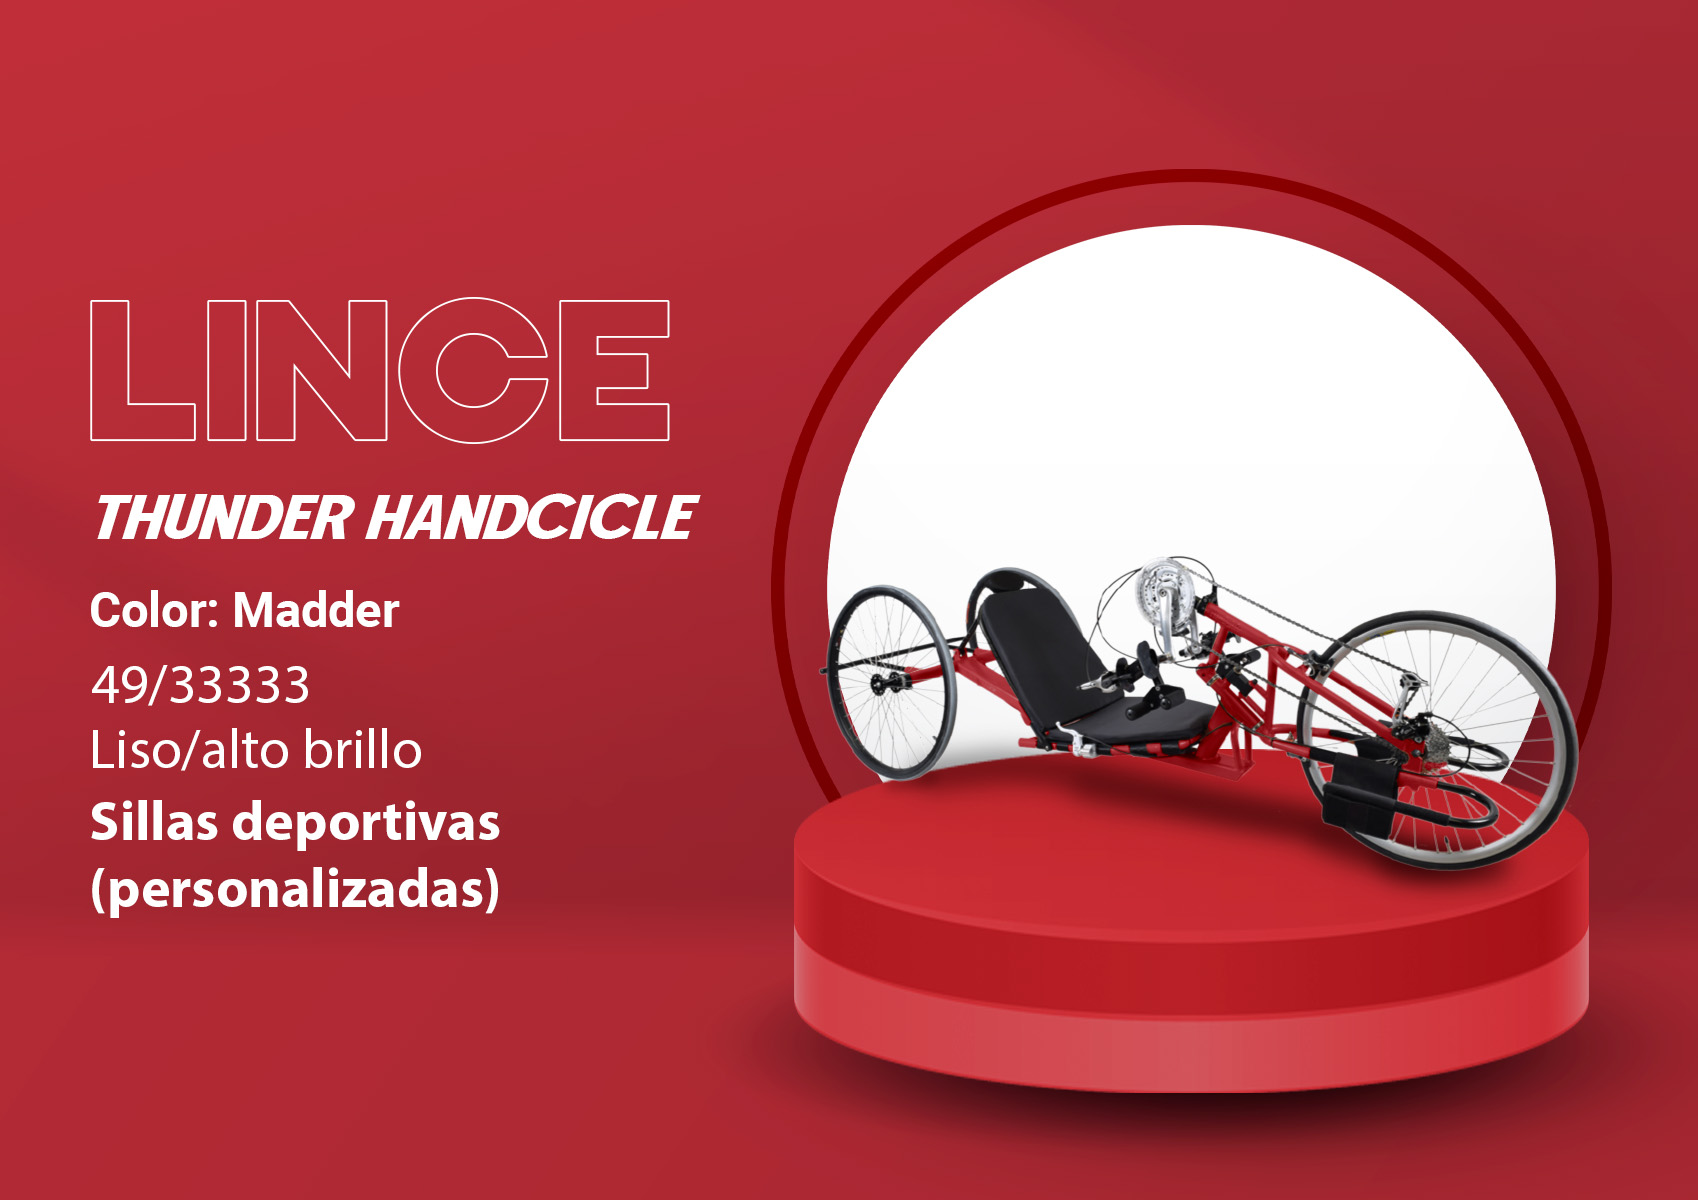 LINCE
THUNDER HANDCICLE
Color: Madder
49/33333
Liso/alto brillo
Sillas deportivas
(personalizadas)